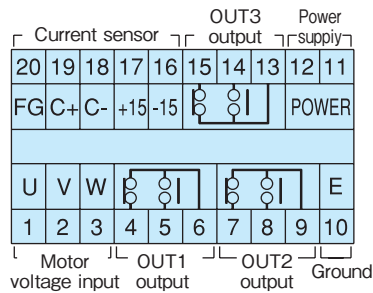 OUT3 Power
Current sensor output supply
20 19 18 17 16 15 14 13 12 11
FG C+ C- +15 -15 POWER
U V W E
1 2 3 4 5 6 7 8 9 10
Motor OUT1 OUT2 Ground
voltage input output output